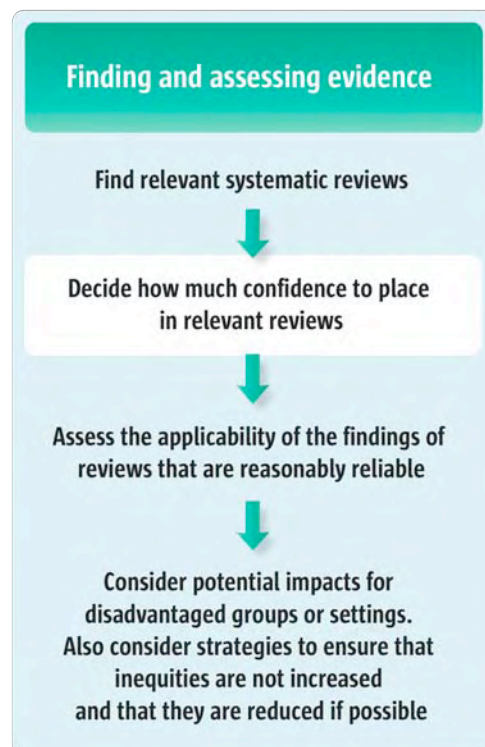 Finding and assessing evidence
Find relevant systematic reviews
Decide how much confidence to place
in relevant reviews
Assess the applicability of the findings of
reviews that are reasonably reliable
Consider potential impacts for
disadvantaged groups or settings.
Also consider strategies to ensure that
inequities are not increased
and that they are reduced if possible